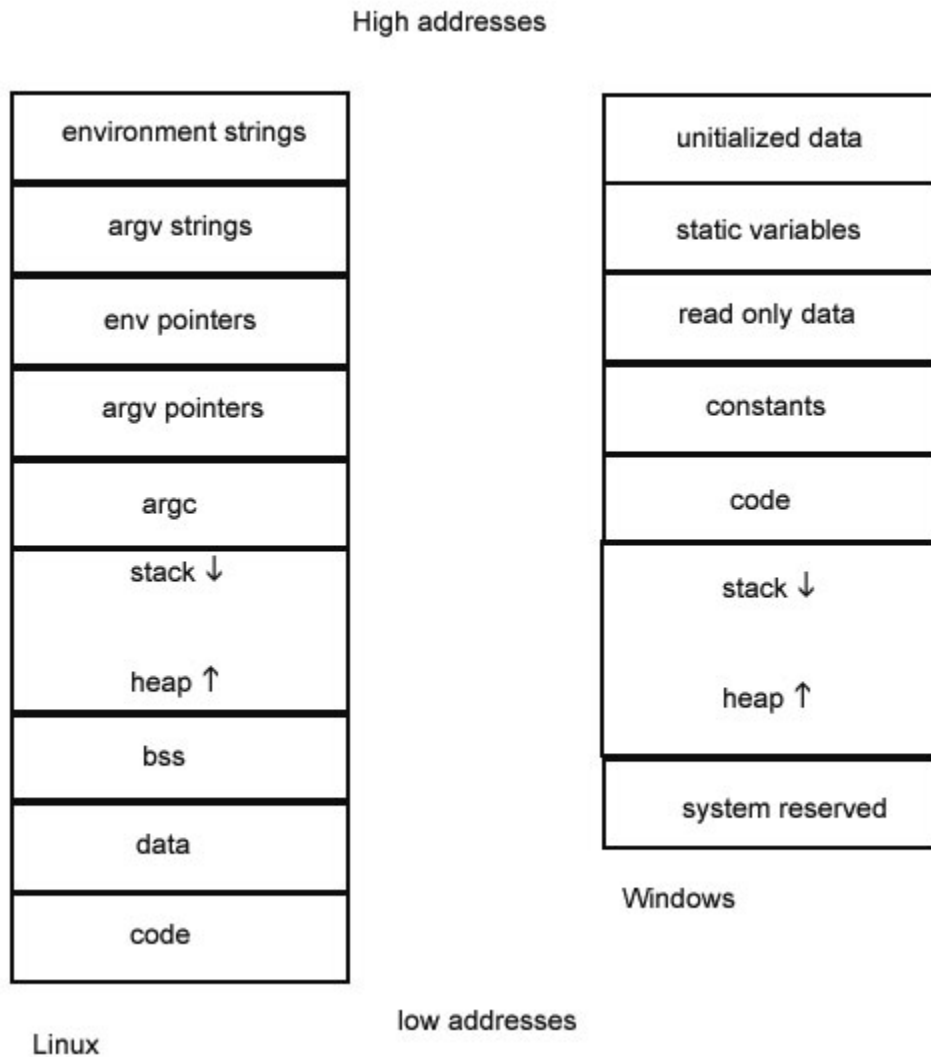 High addresses
environment strings
argv strings
env pointers
argv pointers
argc
stack ↓
heap ↑
bss
data
code
Linux
unitialized data
static variables
read only data
constants
code
stack ↓
heap ↑
system reserved
Windows
low addresses